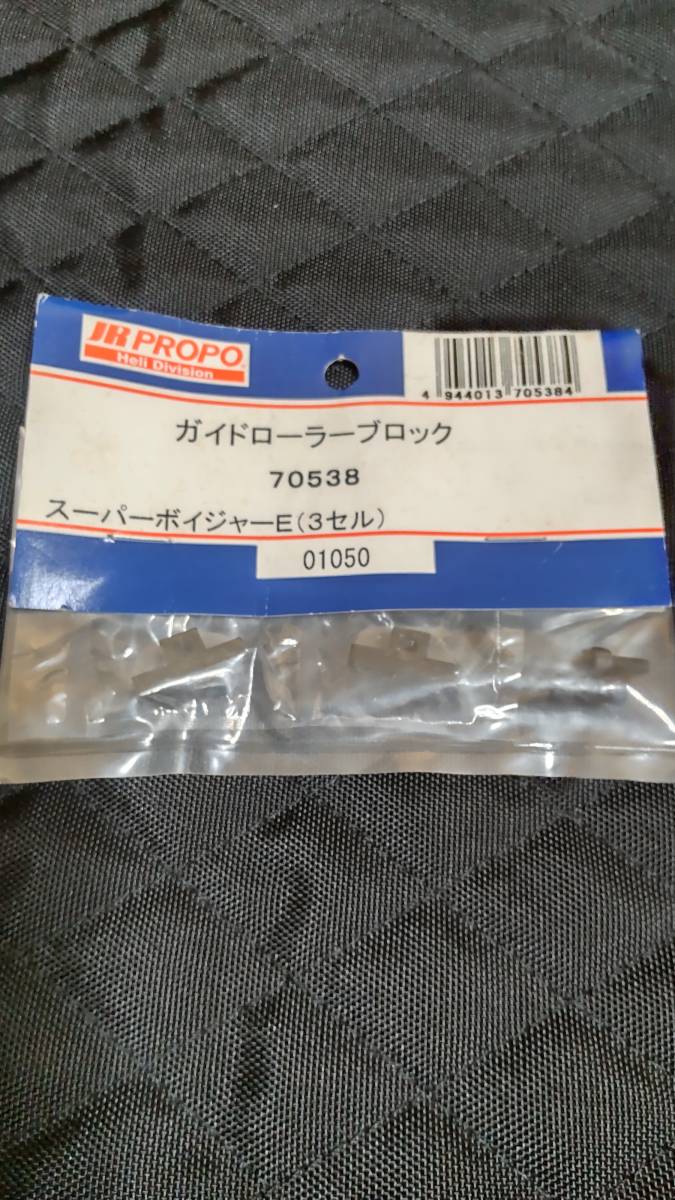 JR PROPO
Heli Division
4 944013 705384
ガイドローラーブロック
70538
スーパーボイジャーE(3セル)
01050